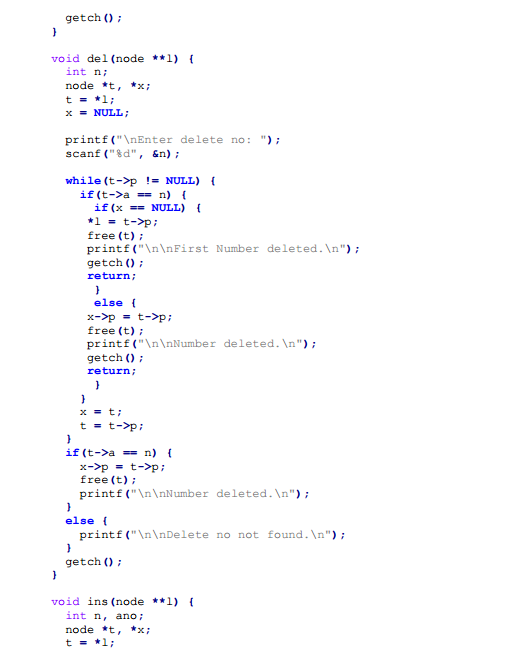 getch();
}

void del(node **l) {
  int n;
  node *t, *x;
  t = *l;
  x = NULL;

  printf("\nEnter delete no: ");
  scanf("%d", &n);

  while(t->p != NULL) {
    if(t->a == n) {
      if(x == NULL) {
     *l = t->p;
     free(t);
     printf("\n\nFirst Number deleted.\n");
     getch();
     return;
      }
      else {
     x->p = t->p;
     free(t);
     printf("\n\nNumber deleted.\n");
     getch();
     return;
      }
    }
    x = t;
    t = t->p;
  }
  if(t->a == n) {
    x->p = t->p;
    free(t);
    printf("\n\nNumber deleted.\n");
  }
  else {
    printf("\n\nDelete no not found.\n");
  }
  getch();
}

void ins(node **l) {
  int n, ano;
  node *t, *x;
  t = *l;